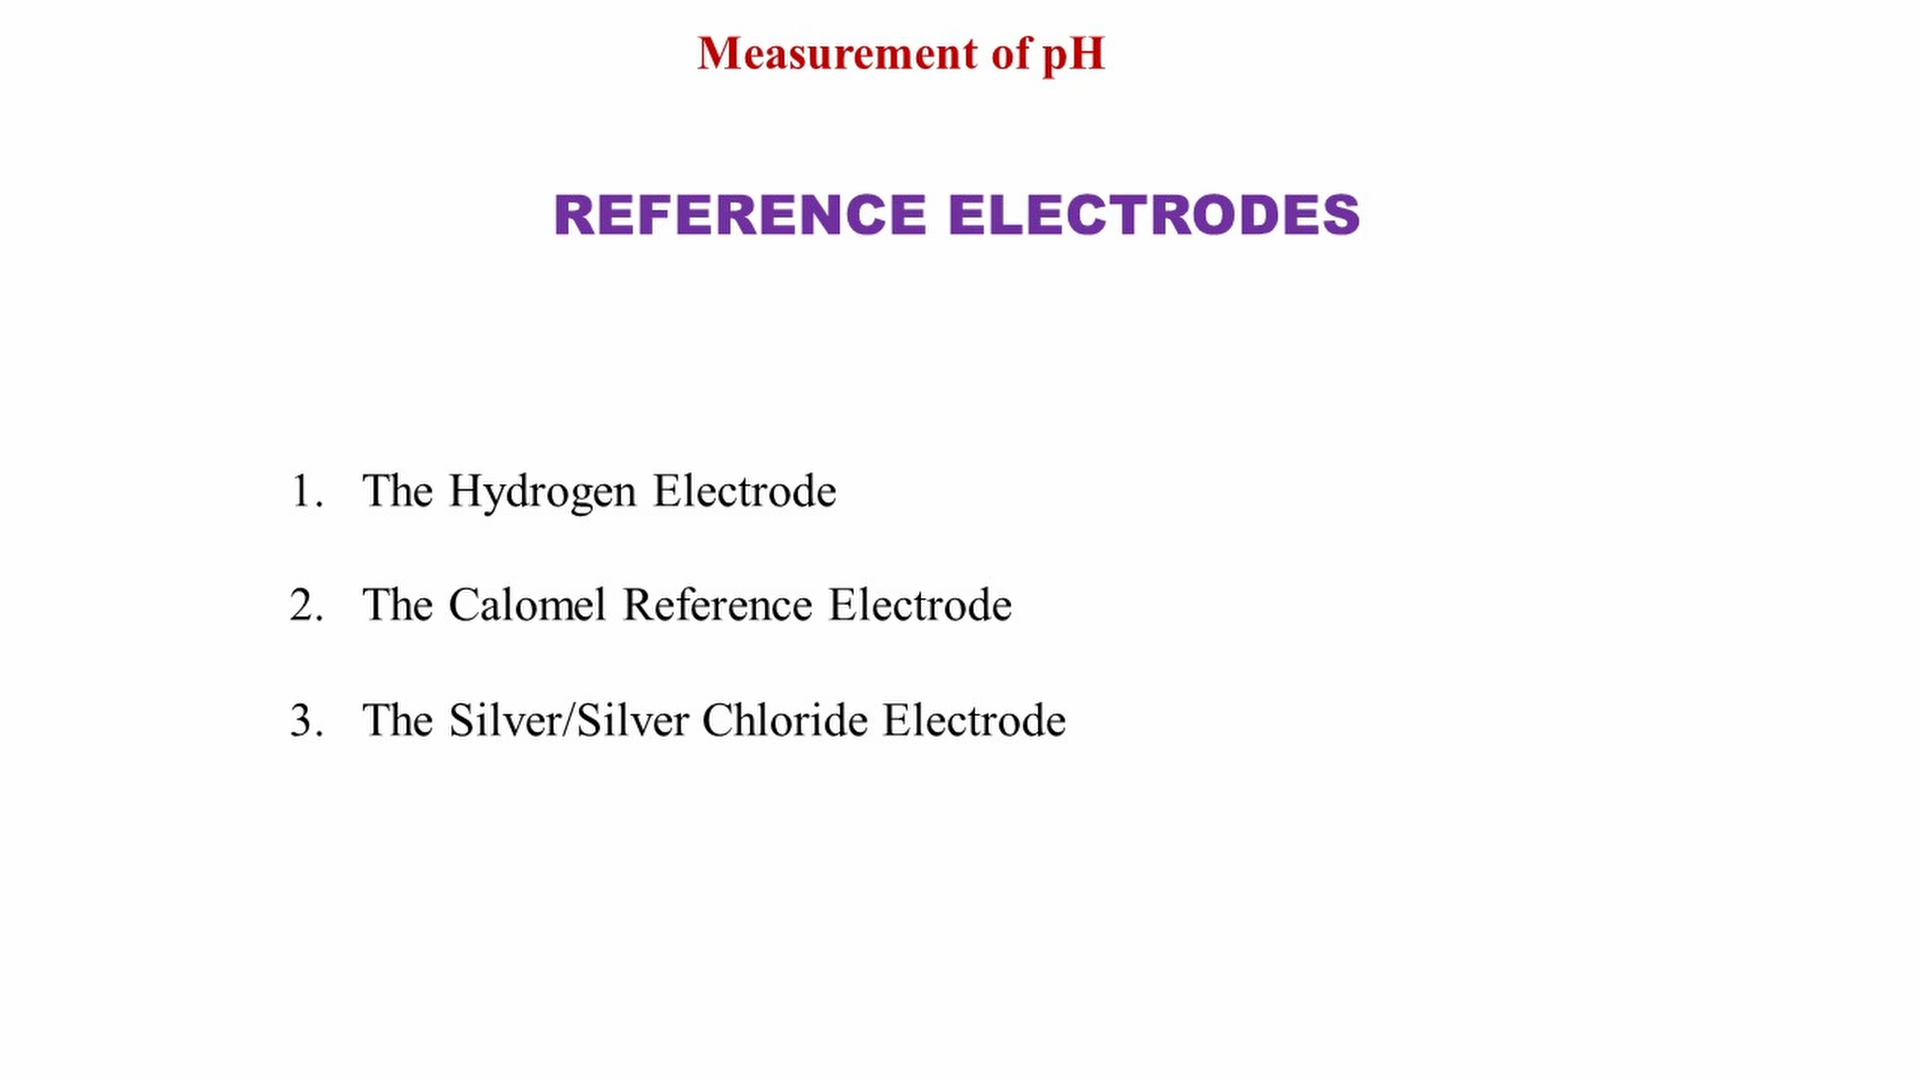 Measurement of pH
REFERENCE ELECTRODES
1. The Hydrogen Electrode
2. The Calomel Reference Electrode
3. The Silver/Silver Chloride Electrode